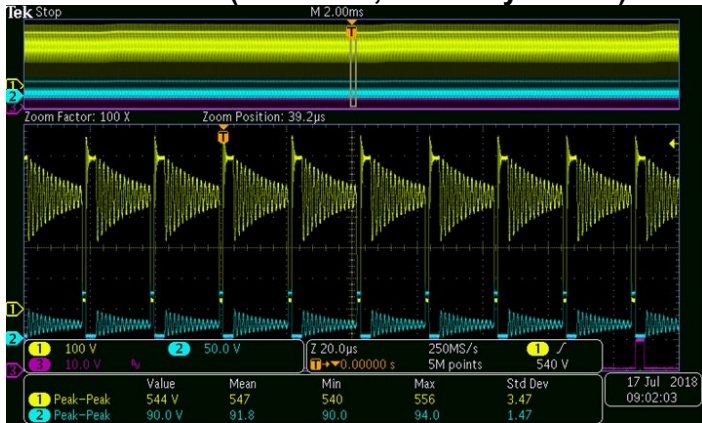 Tek Stop M 2.00ms
T
1
2
3
Zoom Factor: 100 X Zoom Position: 39.2µs
T
1
2
3
1 100 V 2 50.0 V Z 20.0µs 250MS/s 1
3 10.0 V T→▼0.00000 s 5M points 540 V
Value Mean Min Max Std Dev
1 Peak-Peak 544 V 547 540 556 3.47
2 Peak-Peak 90.0 V 91.8 90.0 94.0 1.47
17 Jul 2018
09:02:03